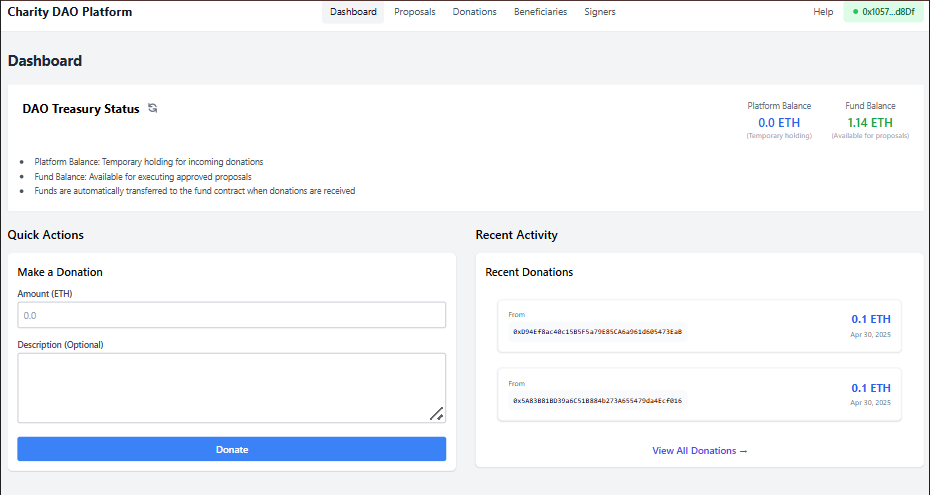 Charity DAO Platform
Dashboard
Proposals
Donations
Beneficiaries
Signers
Help
0x1057...d8Df
Dashboard
DAO Treasury Status
Platform Balance
0.0 ETH
(Temporary holding)
Fund Balance
1.14 ETH
(Available for proposals)
Platform Balance: Temporary holding for incoming donations
Fund Balance: Available for executing approved proposals
Funds are automatically transferred to the fund contract when donations are received
Quick Actions
Make a Donation
Amount (ETH)
0.0
Description (Optional)
Donate
Recent Activity
Recent Donations
From
0xD94Ef8ac40c15B5F5a79E85CA6a961d605473EaB
0.1 ETH
Apr 30, 2025
From
0x5A83B81BD39a6C51B884b273A655479da4Ecf016
0.1 ETH
Apr 30, 2025
View All Donations →